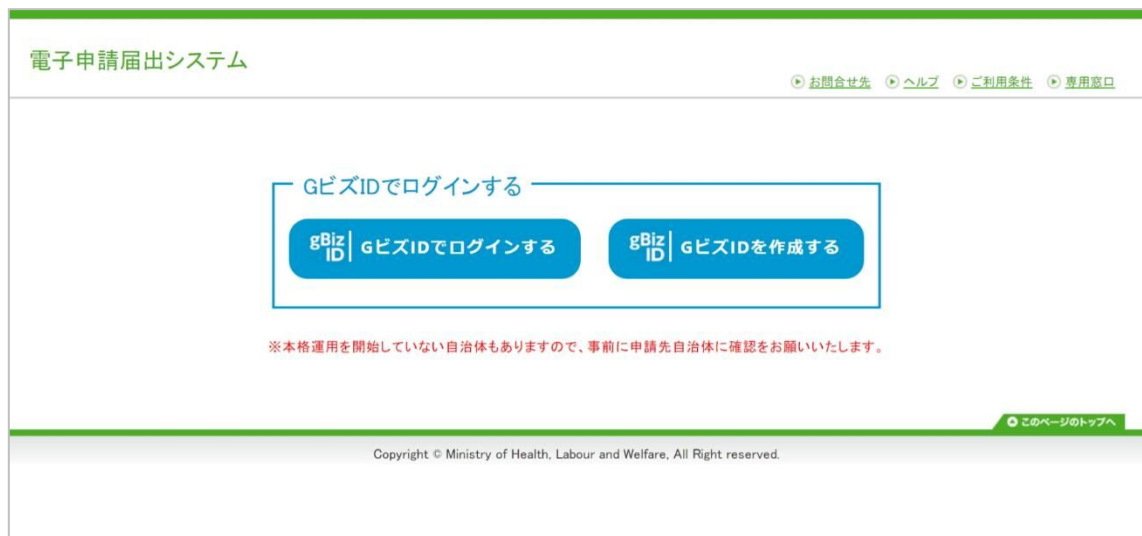 電子申請届出システム
お問合せ先 ヘルプ ご利用条件 専用窓口
GビズIDでログインする
gBiz ID GビズIDでログインする
gBiz ID GビズIDを作成する
※本格運用を開始していない自治体もありますので、事前に申請先自治体に確認をお願いいたします。
このページのトップへ
Copyright © Ministry of Health, Labour and Welfare, All Right reserved.